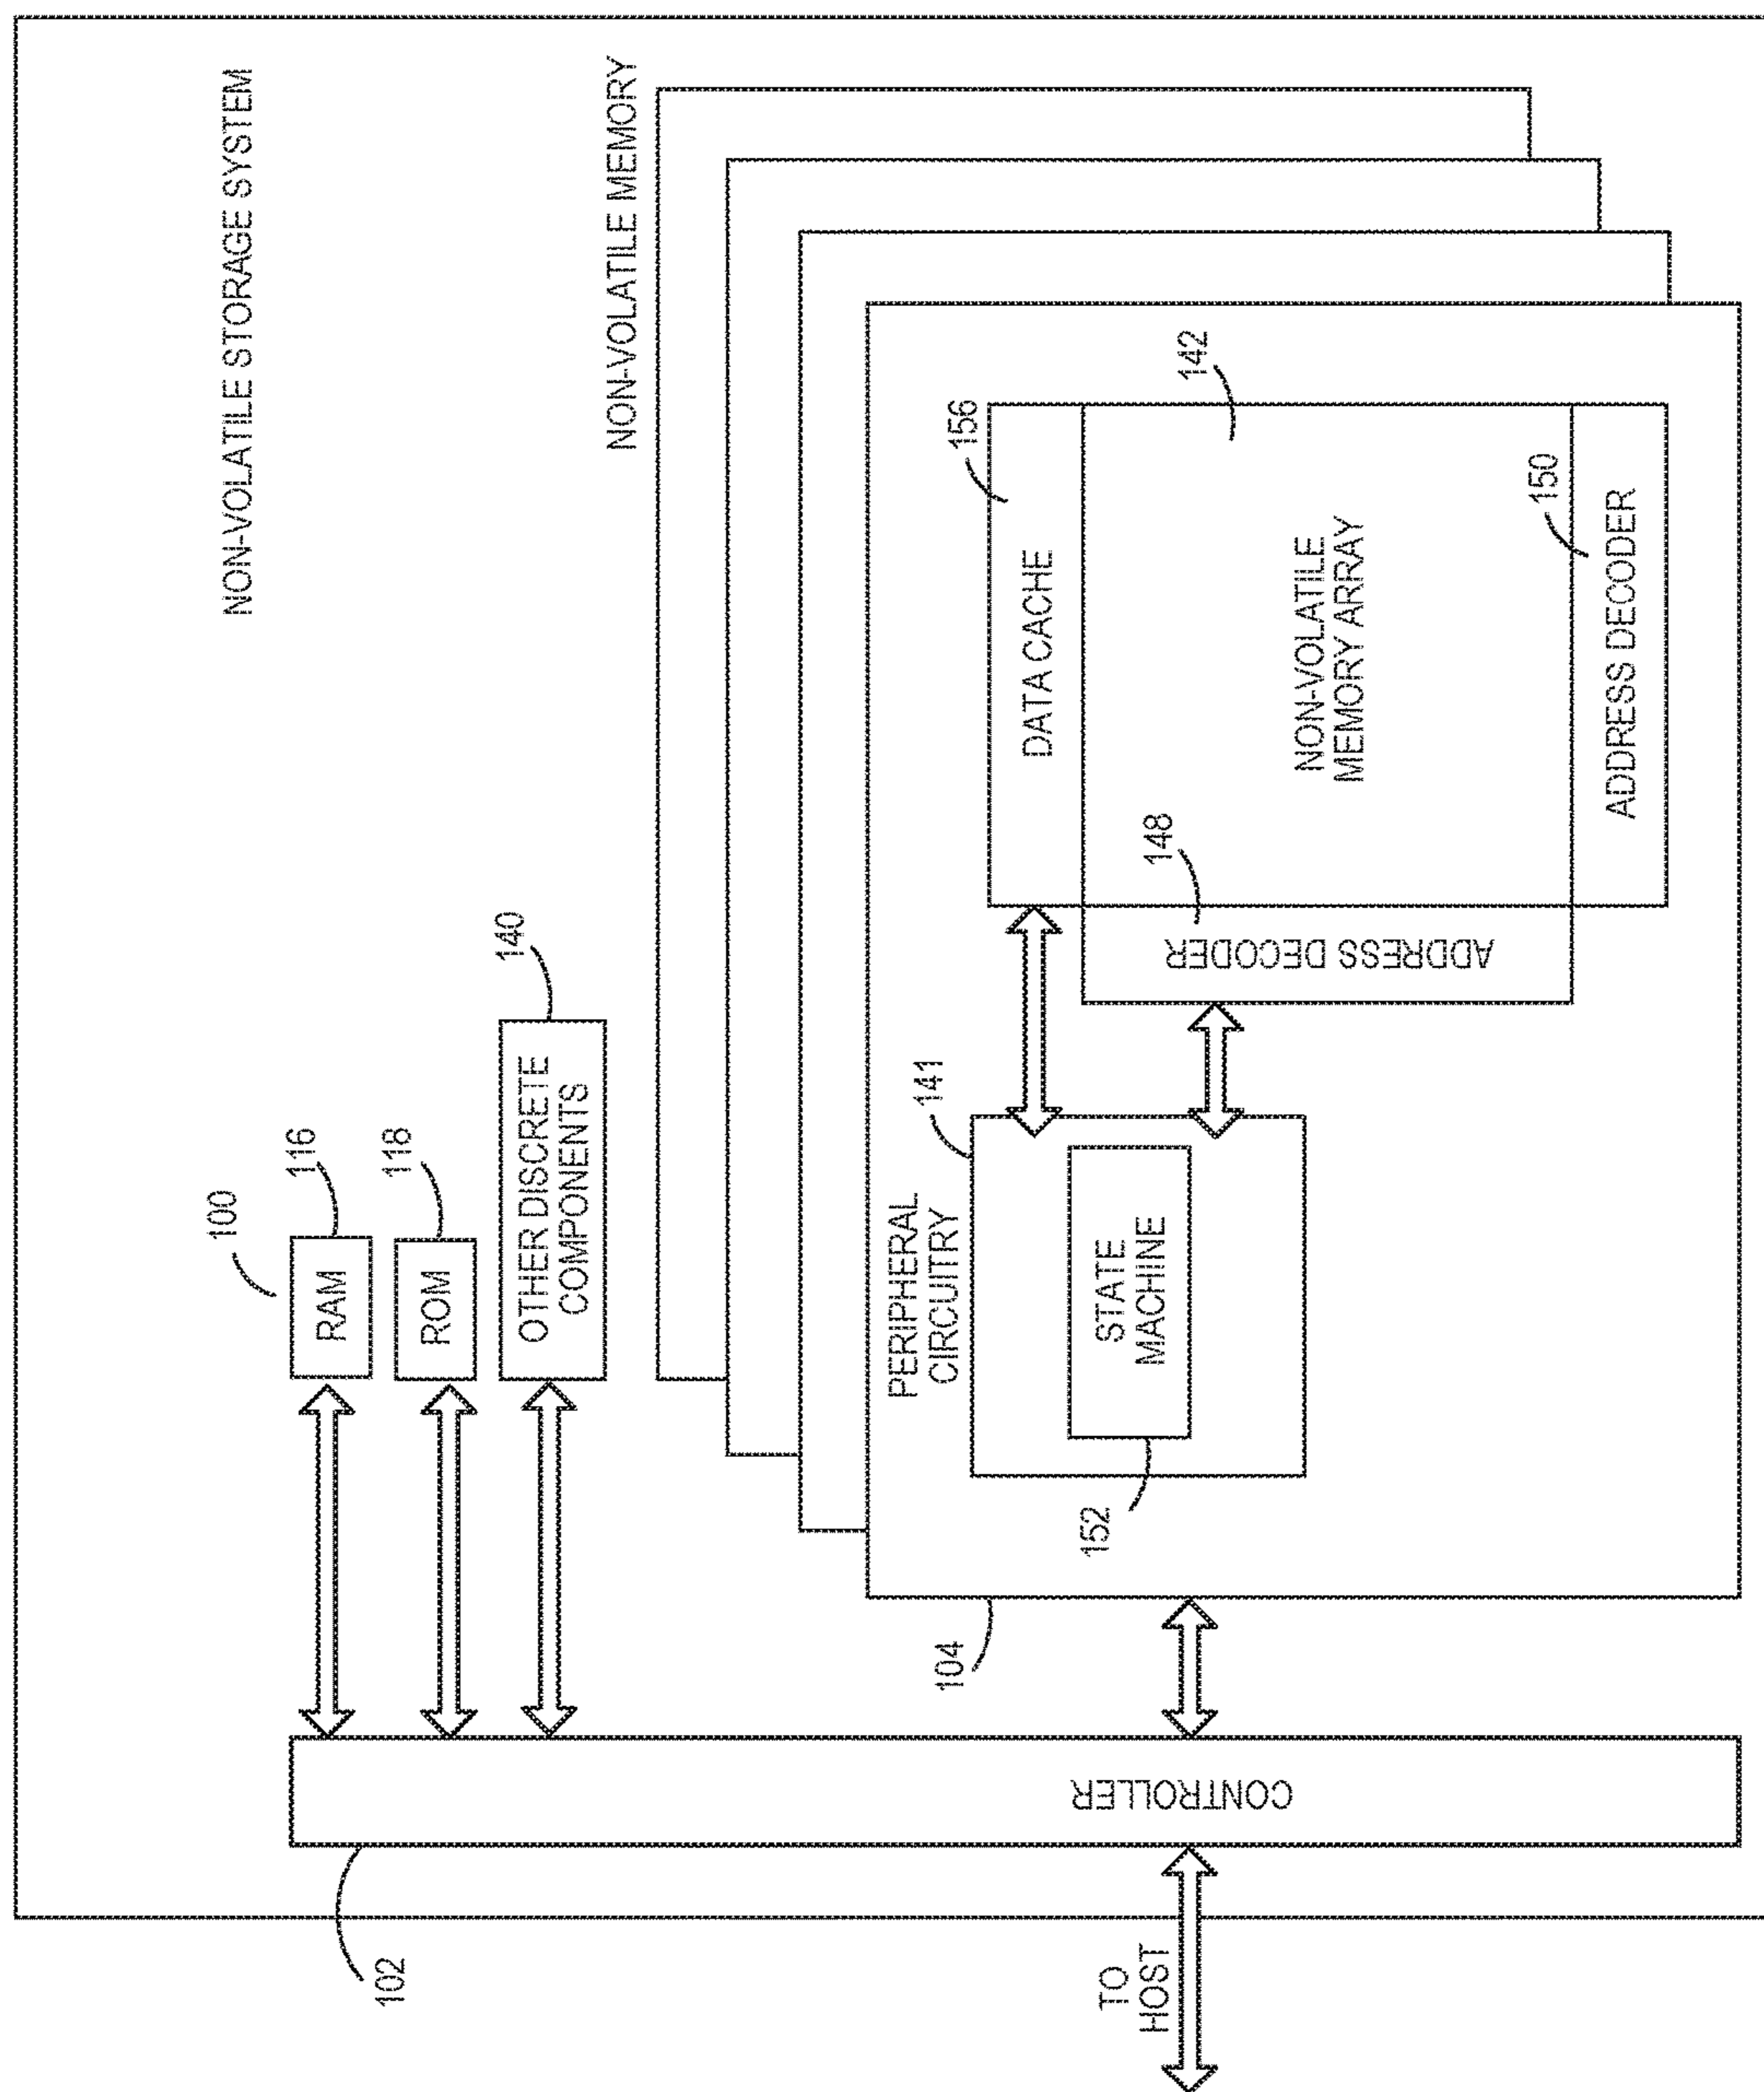 NON-VOLATILE STORAGE SYSTEM
100
RAM
116
ROM
118
OTHER DISCRETE
COMPONENTS
140
NON-VOLATILE MEMORY
102
CONTROLLER
TO
HOST
104
PERIPHERAL
CIRCUITRY
141
STATE
MACHINE
152
DATA CACHE
156
ADDRESS DECODER
148
NON-VOLATILE
MEMORY ARRAY
142
ADDRESS DECODER
150